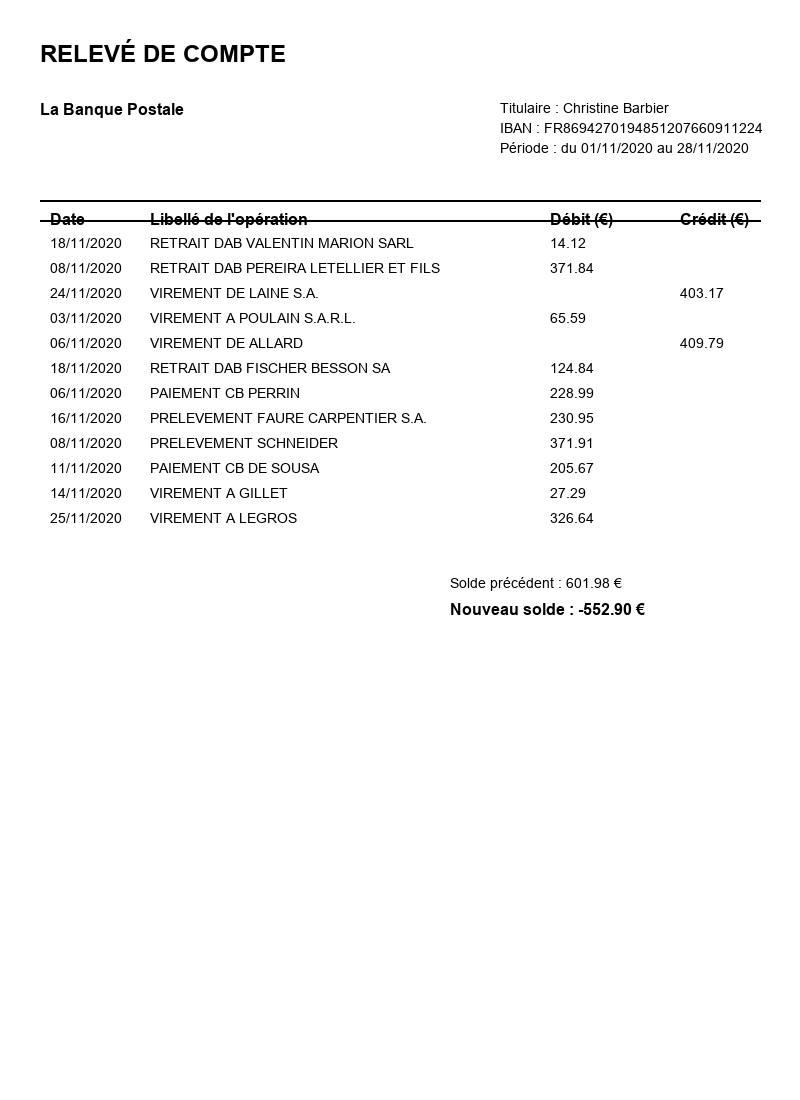 RELEVÉ DE COMPTE
La Banque Postale
Titulaire : Christine Barbier
IBAN : FR8694270194851207660911224
Période : du 01/11/2020 au 28/11/2020
Date Libellé de l'opération Débit (€) Crédit (€)
18/11/2020 RETRAIT DAB VALENTIN MARION SARL 14.12
08/11/2020 RETRAIT DAB PEREIRA LETELLIER ET FILS 371.84
24/11/2020 VIREMENT DE LAINE S.A. 403.17
03/11/2020 VIREMENT A POULAIN S.A.R.L. 65.59
06/11/2020 VIREMENT DE ALLARD 409.79
18/11/2020 RETRAIT DAB FISCHER BESSON SA 124.84
06/11/2020 PAIEMENT CB PERRIN 228.99
16/11/2020 PRELEVEMENT FAURE CARPENTIER S.A. 230.95
08/11/2020 PRELEVEMENT SCHNEIDER 371.91
11/11/2020 PAIEMENT CB DE SOUSA 205.67
14/11/2020 VIREMENT A GILLET 27.29
25/11/2020 VIREMENT A LEGROS 326.64
Solde précédent : 601.98 €
Nouveau solde : -552.90 €